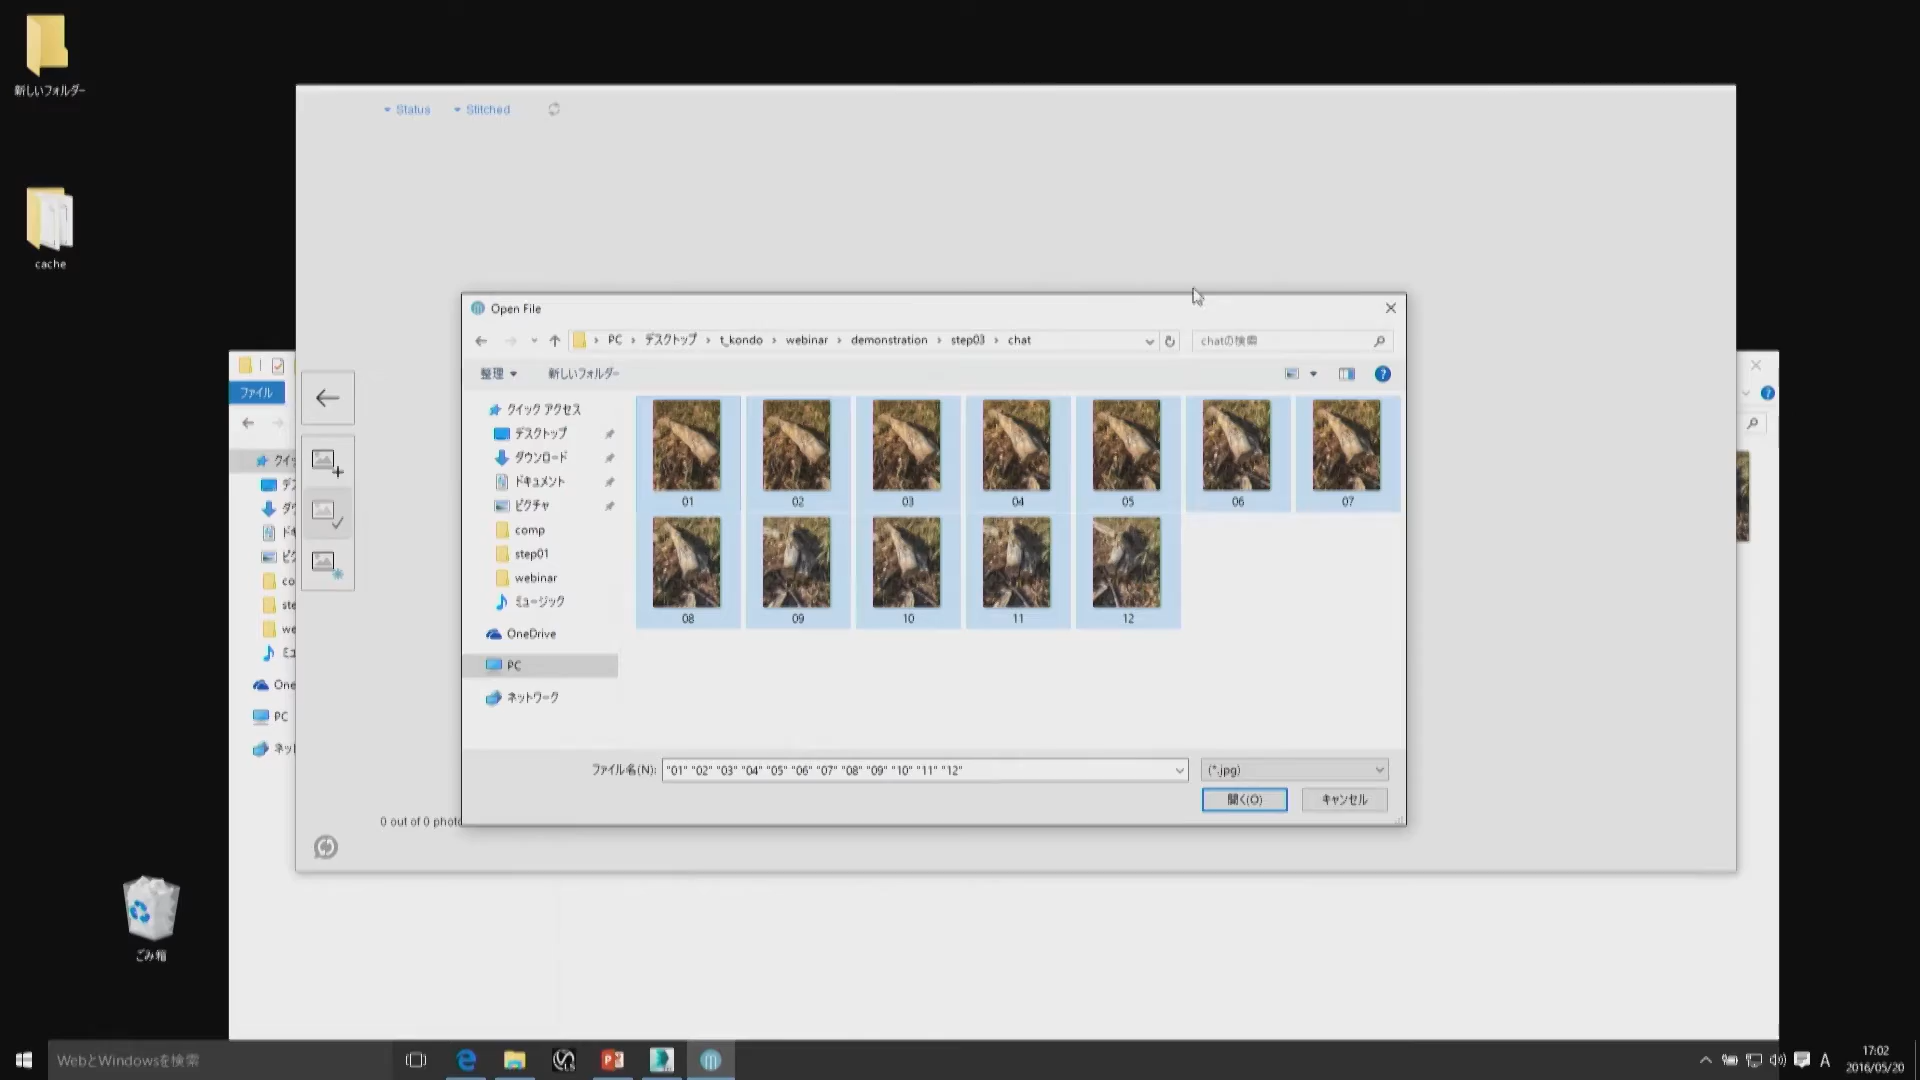 新しいフォルダー
cache
ごみ箱
Status
Stitched
ファイル
PC
0 out of 0 photo
Open File
PC
デスクトップ
t_kondo
webinar
demonstration
step03
chat
chatの検索
整理
新しいフォルダー
クイック アクセス
デスクトップ
ダウンロード
ドキュメント
ピクチャ
comp
step01
webinar
ミュージック
OneDrive
PC
ネットワーク
01
02
03
04
05
06
07
08
09
10
11
12
ファイル名(N):
"01" "02" "03" "04" "05" "06" "07" "08" "09" "10" "11" "12"
(*.jpg)
開く(O)
キャンセル
WebとWindowsを検索
A
17:02
2016/05/20